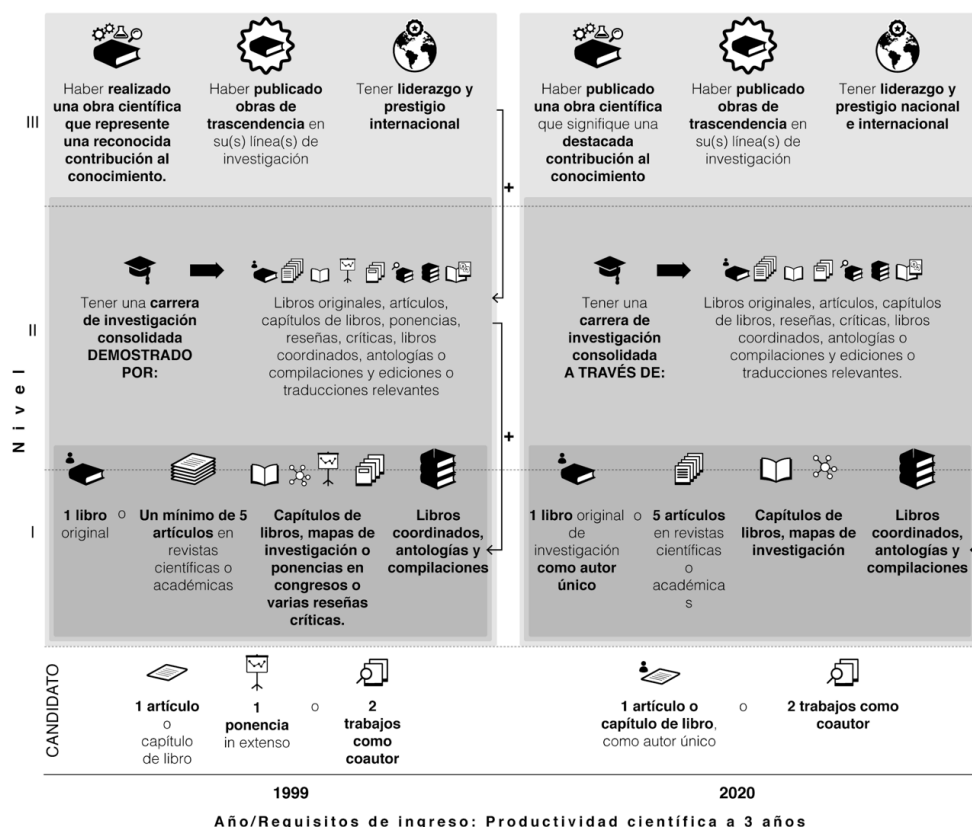 III
Haber realizado
una obra científica
que represente
una reconocida
contribución al
conocimiento.
Haber publicado
obras de
trascendencia en
su(s) línea(s) de
investigación
Tener liderazgo y
prestigio
internacional
+
Haber publicado
una obra científica
que signifique una
destacada
contribución al
conocimiento
Haber publicado
obras de
trascendencia en
su(s) línea(s) de
investigación
Tener liderazgo y
prestigio nacional
e internacional
Nivel
II
Tener una carrera
de investigación
consolidada
DEMOSTRADO
POR:
Libros originales, artículos,
capítulos de libros, ponencias,
reseñas, críticas, libros
coordinados, antologías o
compilaciones y ediciones o
traducciones relevantes
+
Tener una
carrera de
investigación
consolidada
A TRAVÉS DE:
Libros originales, artículos, capítulos
de libros, reseñas, críticas, libros
coordinados, antologías o
compilaciones y ediciones o
traducciones relevantes.
I
1 libro
original
o
Un mínimo de 5
artículos en
revistas
científicas o
académicas
Capítulos de
libros, mapas de
investigación o
ponencias en
congresos o
varias reseñas
críticas.
Libros
coordinados,
antologías y
compilaciones
1 libro original
de
investigación
como autor
único
o
5 artículos
en revistas
científicas
o
académica
s
Capítulos de
libros, mapas de
investigación
Libros
coordinados,
antologías y
compilaciones
CANDIDATO
1 artículo
o
capítulo
de libro
1
ponencia
in extenso
o
2
trabajos
como
coautor
1 artículo o
capítulo de libro,
como autor único
o
2 trabajos como
coautor
1999
2020
Año/Requisitos de ingreso: Productividad científica a 3 años